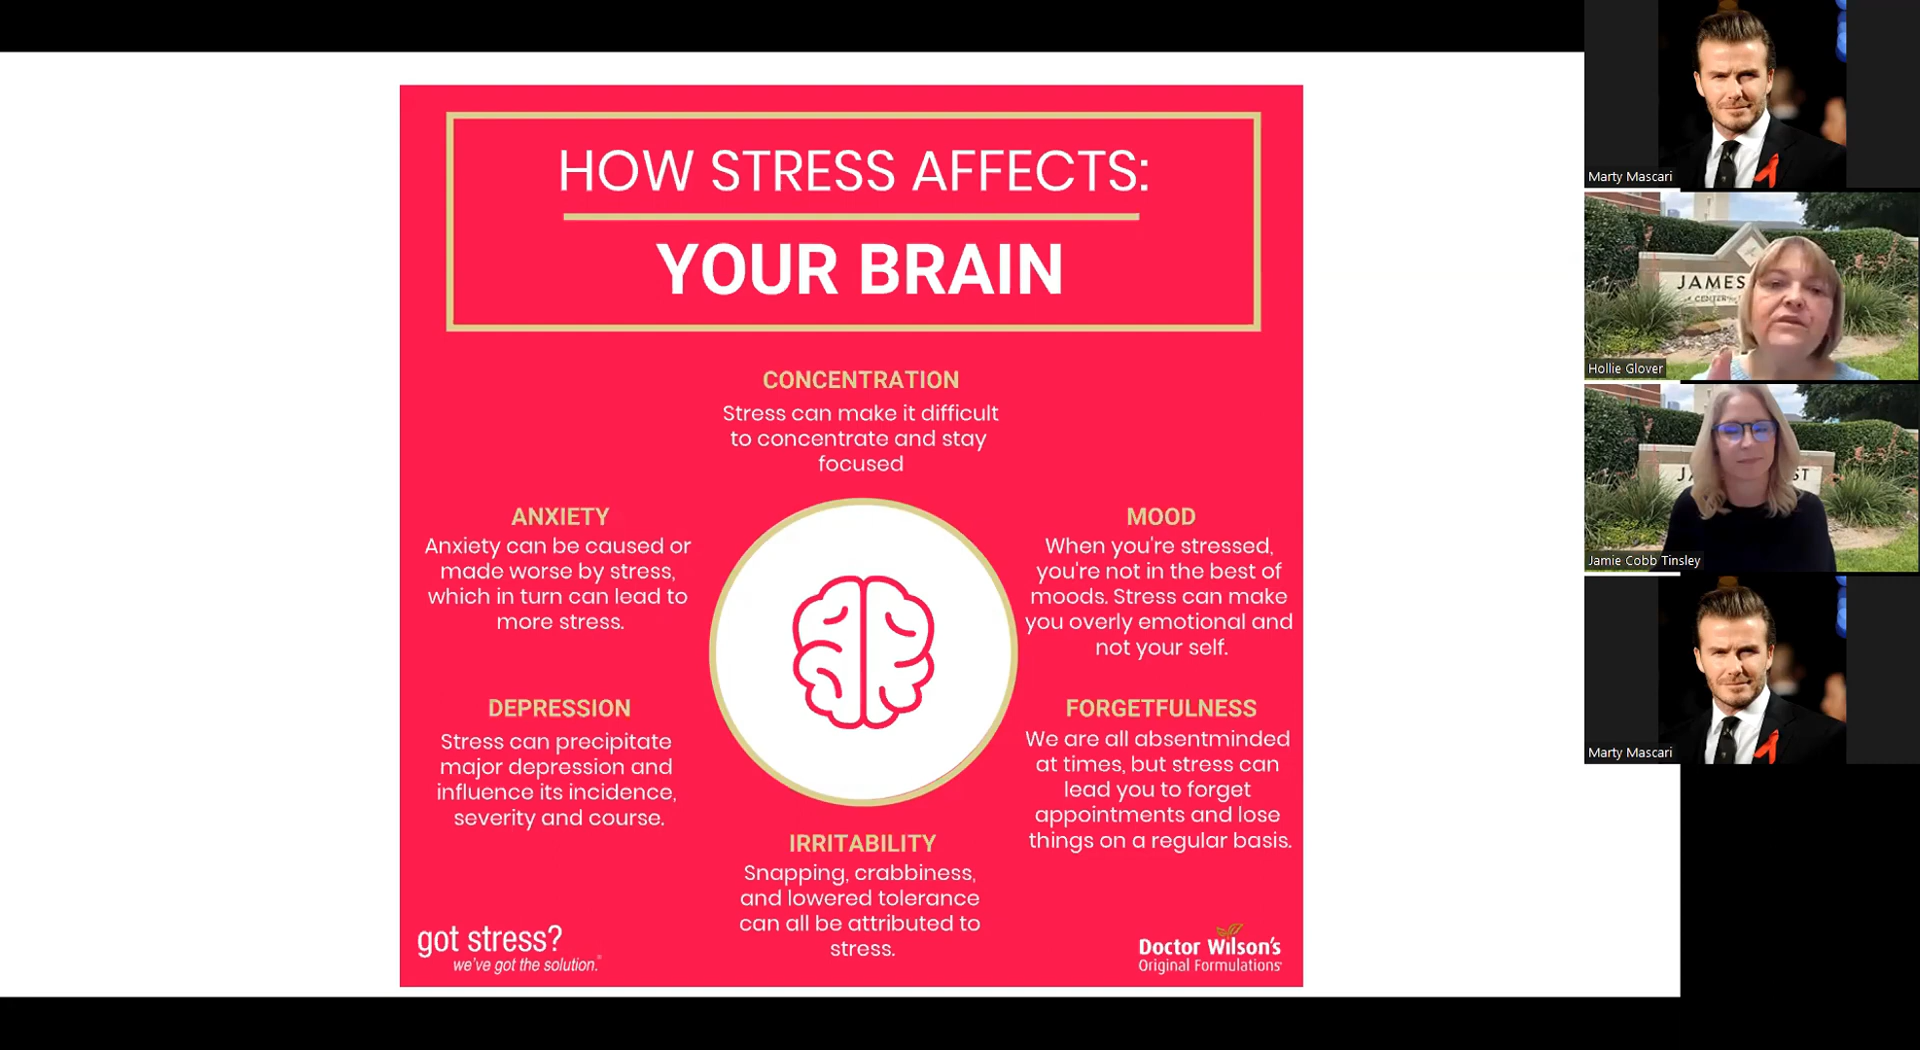 HOW STRESS AFFECTS:
YOUR BRAIN
CONCENTRATION
Stress can make it difficult
to concentrate and stay
focused
ANXIETY
Anxiety can be caused or
made worse by stress,
which in turn can lead to
more stress.
MOOD
When you're stressed,
you're not in the best of
moods. Stress can make
you overly emotional and
not your self.
DEPRESSION
Stress can precipitate
major depression and
influence its incidence,
severity and course.
FORGETFULNESS
We are all absentminded
at times, but stress can
lead you to forget
appointments and lose
things on a regular basis.
IRRITABILITY
Snapping, crabbiness,
and lowered tolerance
can all be attributed to
stress.
got stress?
we've got the solution.
Doctor Wilson's
Original Formulations
Marty Mascari
JAMES
CENTER
Hollie Glover
ST
Jamie Cobb Tinsley
Marty Mascari